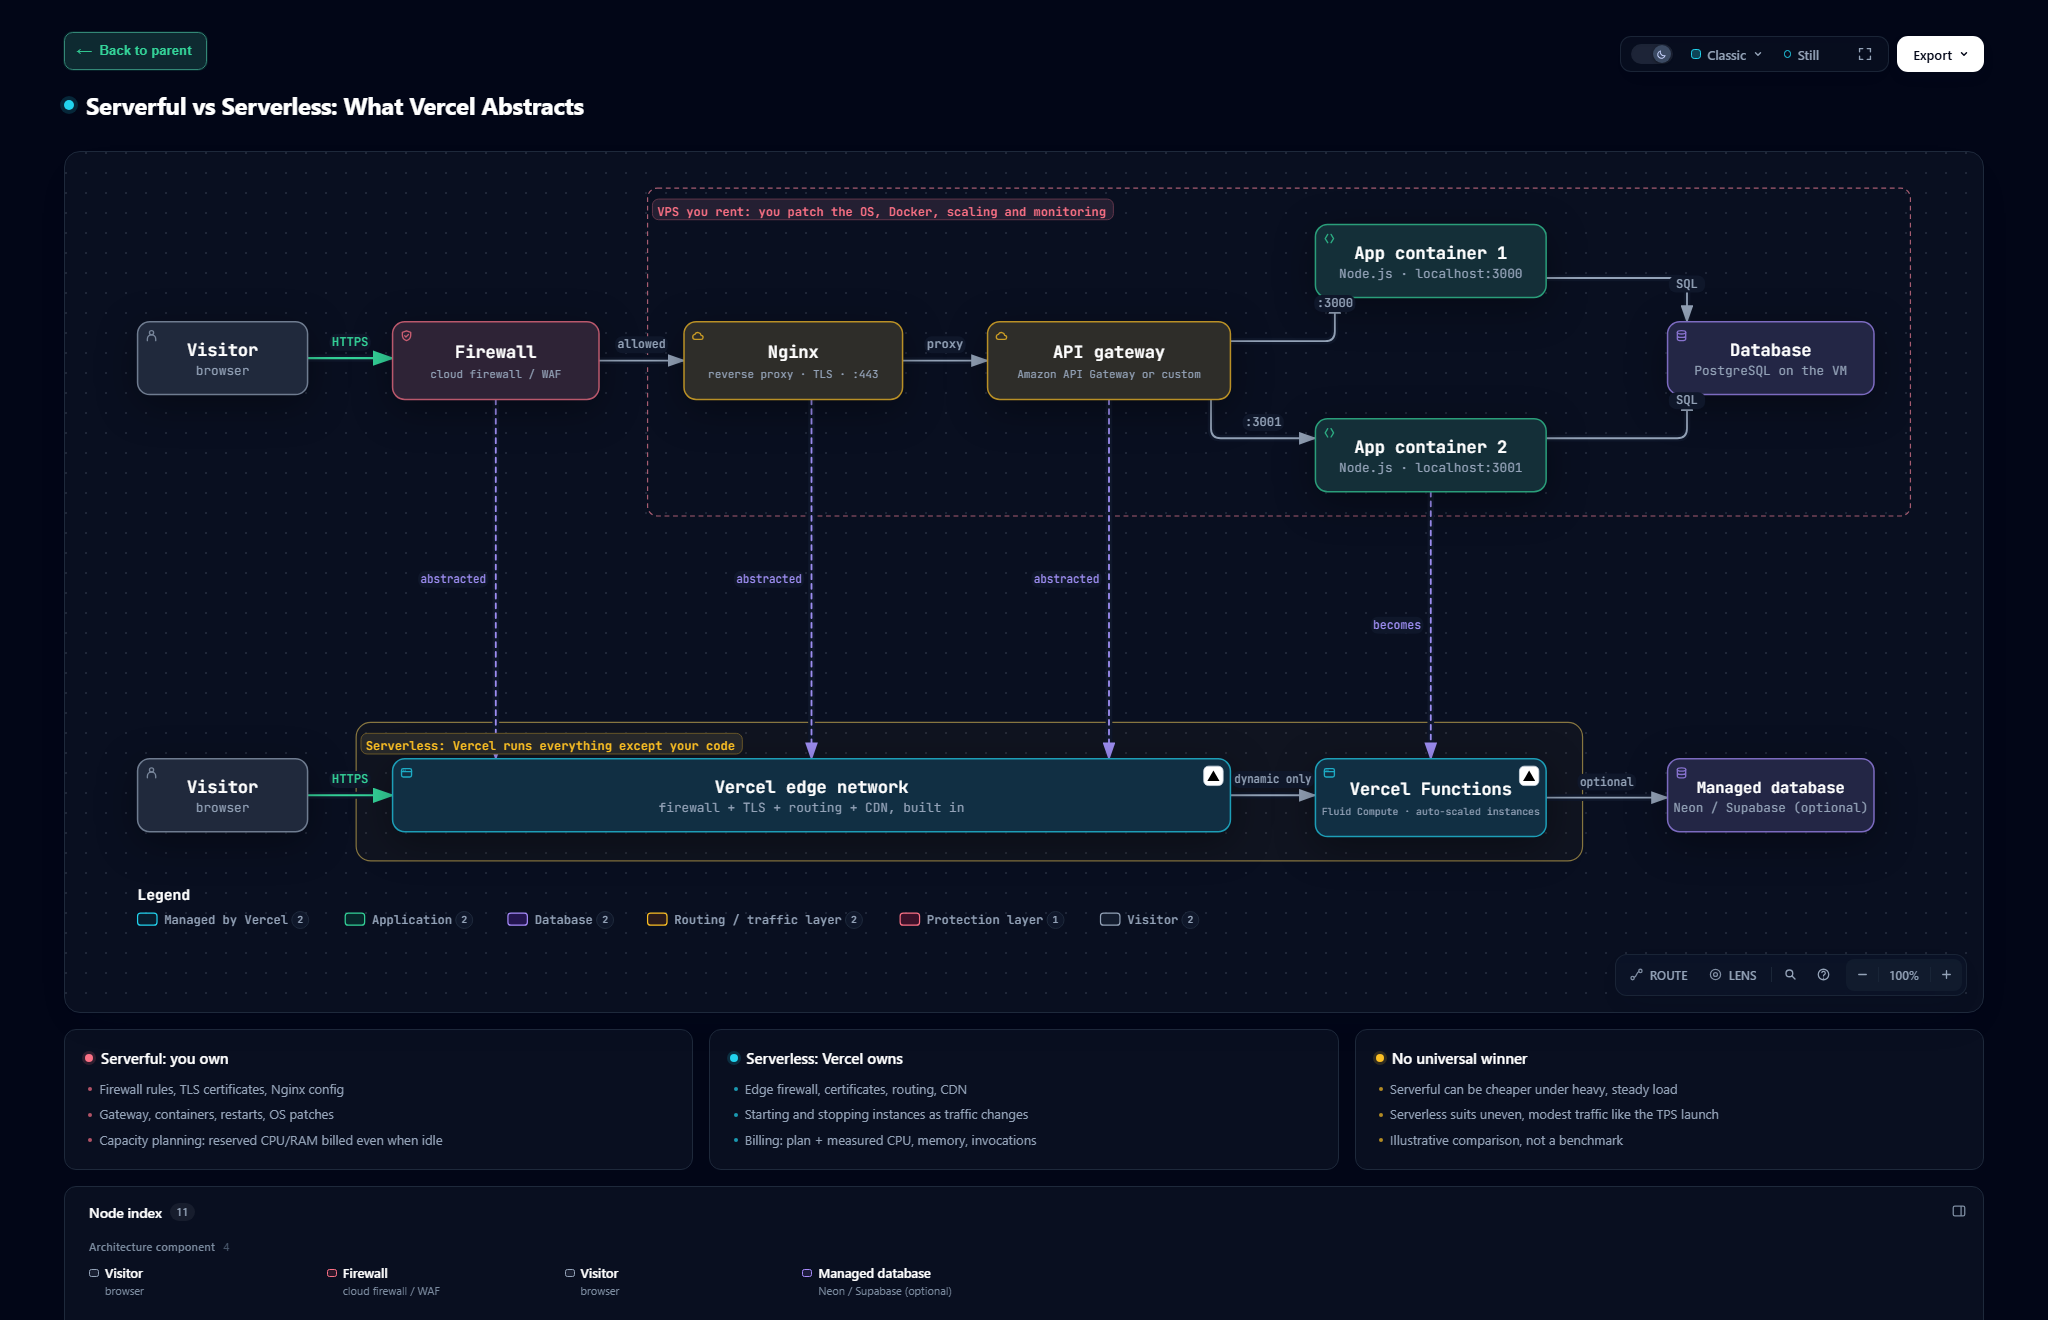 ← Back to parent
Classic
Still
Export
Serverful vs Serverless: What Vercel Abstracts
VPS you rent: you patch the OS, Docker, scaling and monitoring
App container 1
Node.js · localhost:3000
SQL
:3000
Visitor
browser
HTTPS
Firewall
cloud firewall / WAF
allowed
Nginx
reverse proxy · TLS · :443
proxy
API gateway
Amazon API Gateway or custom
Database
PostgreSQL on the VM
SQL
:3001
App container 2
Node.js · localhost:3001
abstracted
abstracted
abstracted
becomes
Serverless: Vercel runs everything except your code
Visitor
browser
HTTPS
Vercel edge network
firewall + TLS + routing + CDN, built in
dynamic only
Vercel Functions
Fluid Compute · auto-scaled instances
optional
Managed database
Neon / Supabase (optional)
Legend
Managed by Vercel 2
Application 2
Database 2
Routing / traffic layer 2
Protection layer 1
Visitor 2
ROUTE
LENS
− 100% +
Serverful: you own
• Firewall rules, TLS certificates, Nginx config
• Gateway, containers, restarts, OS patches
• Capacity planning: reserved CPU/RAM billed even when idle
Serverless: Vercel owns
• Edge firewall, certificates, routing, CDN
• Starting and stopping instances as traffic changes
• Billing: plan + measured CPU, memory, invocations
No universal winner
• Serverful can be cheaper under heavy, steady load
• Serverless suits uneven, modest traffic like the TPS launch
• Illustrative comparison, not a benchmark
Node index 11
Architecture component 4
Visitor
browser
Firewall
cloud firewall / WAF
Visitor
browser
Managed database
Neon / Supabase (optional)